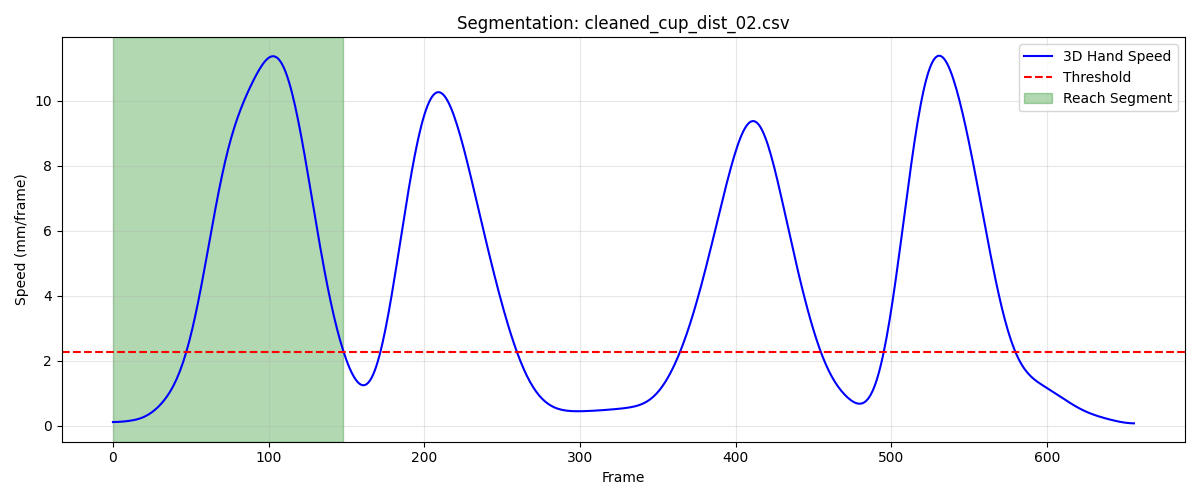 Segmentation: cleaned_cup_dist_02.csv
3D Hand Speed
Threshold
Reach Segment
Speed (mm/frame)
10
8
6
4
2
0
0 100 200 300 400 500 600
Frame